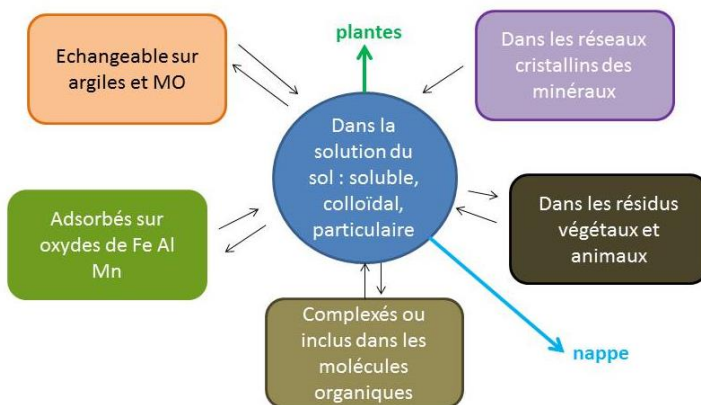 plantes
Echangeable sur
argiles et MO
Dans les réseaux
cristallins des
minéraux
Dans la
solution du
sol : soluble,
colloïdal,
particulaire
Adsorbés sur
oxydes de Fe Al
Mn
Dans les résidus
végétaux et
animaux
Complexés ou
inclus dans les
molécules
organiques
nappe